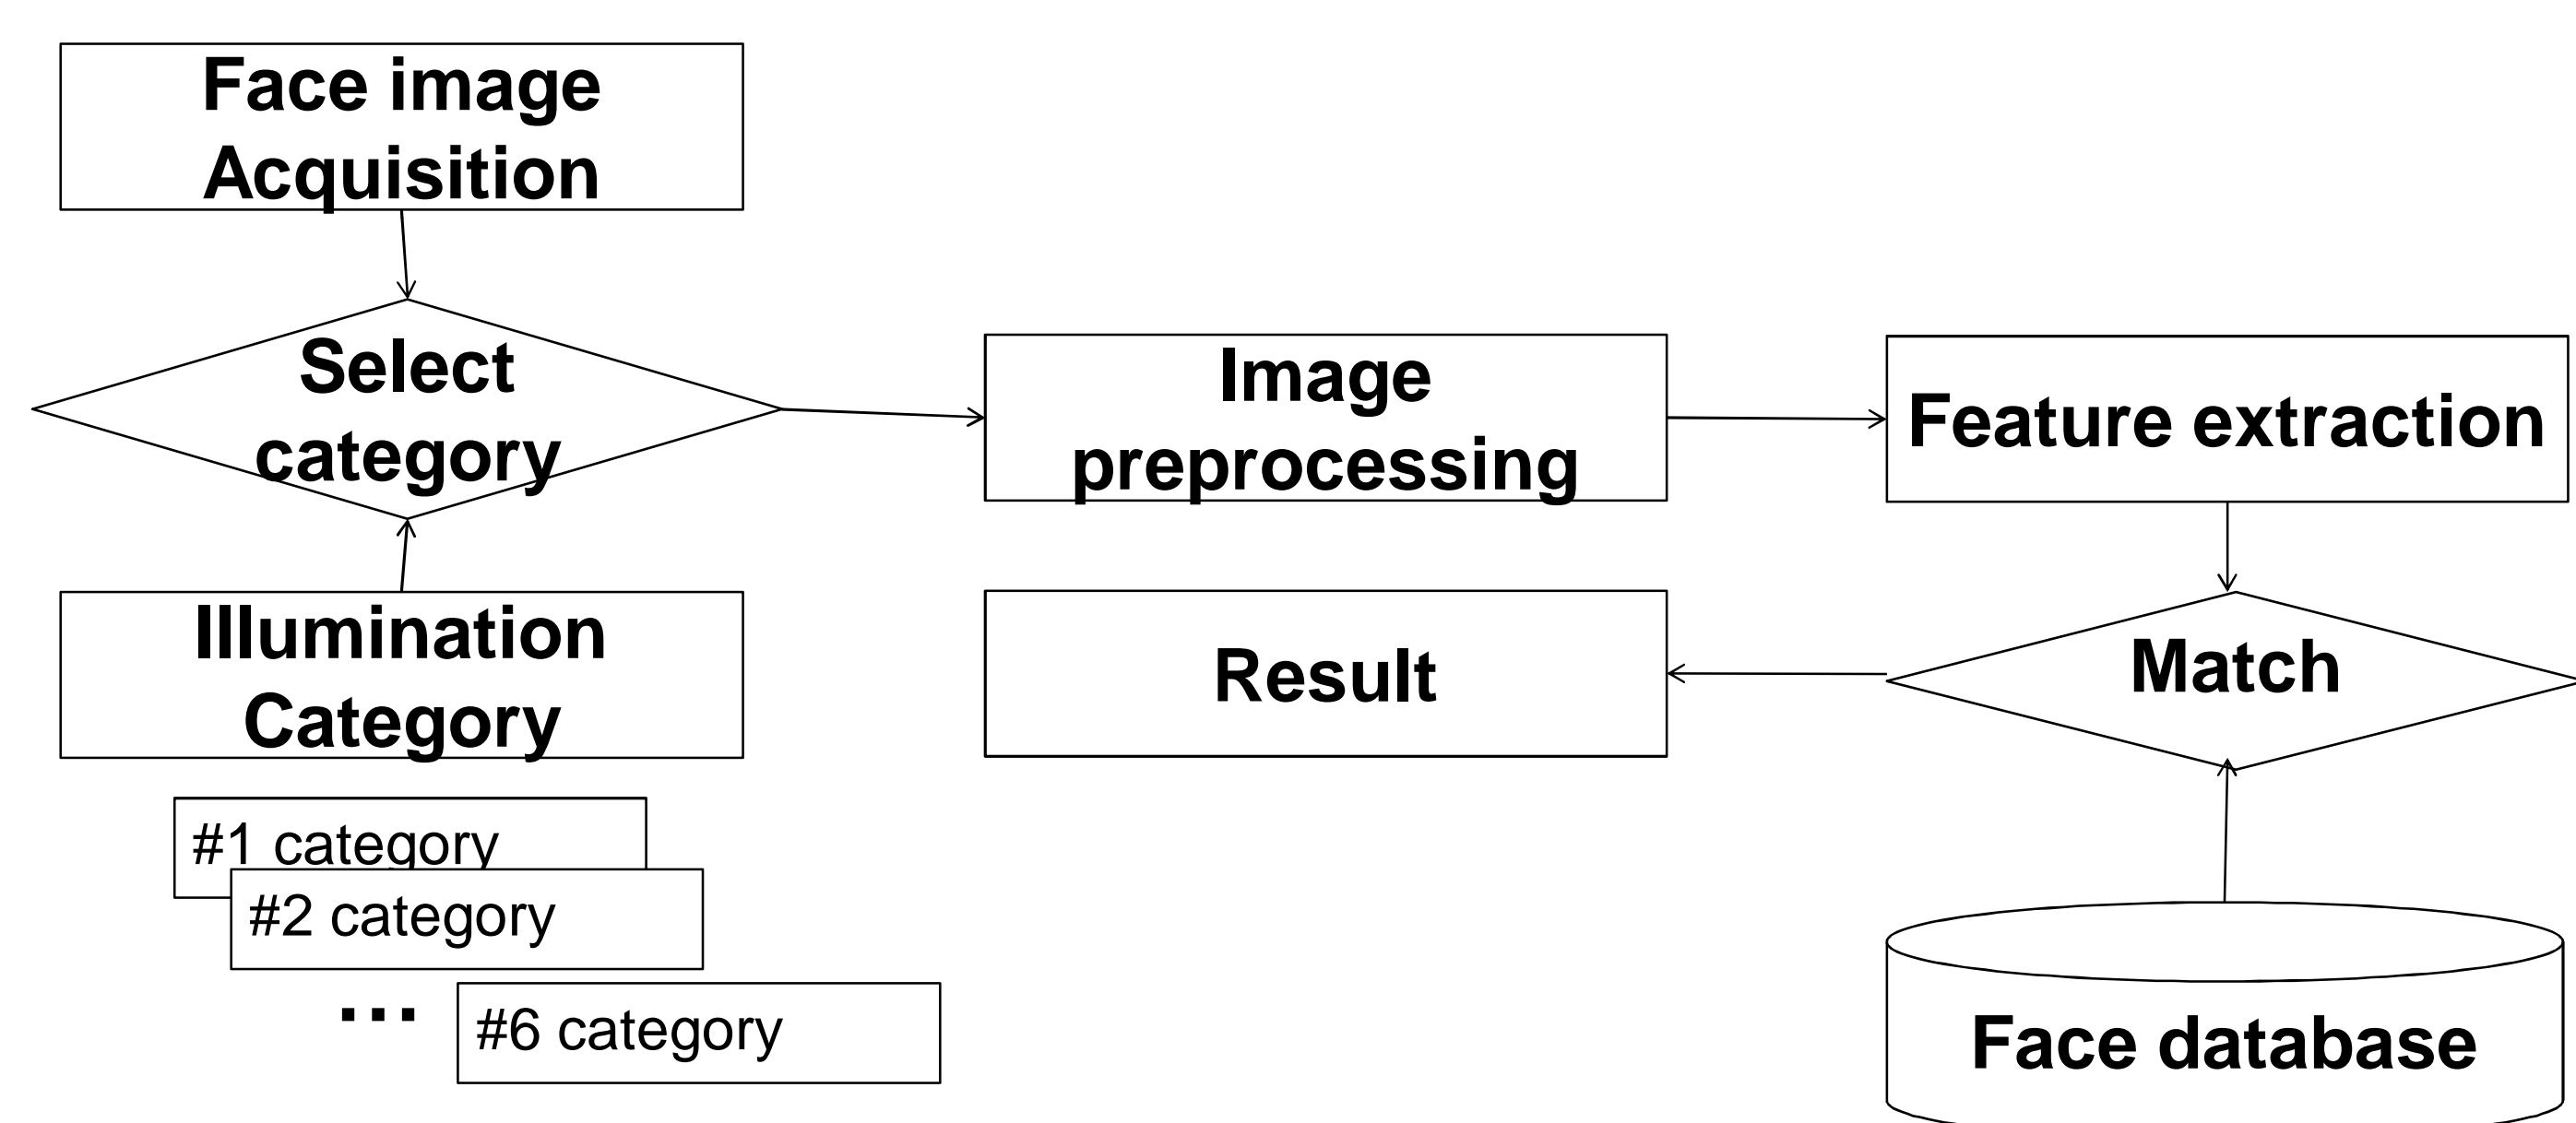 Face image
Acquisition
Select
category
Image
preprocessing
Feature extraction
Illumination
Category
Result
Match
#1 category
#2 category
...
#6 category
Face database